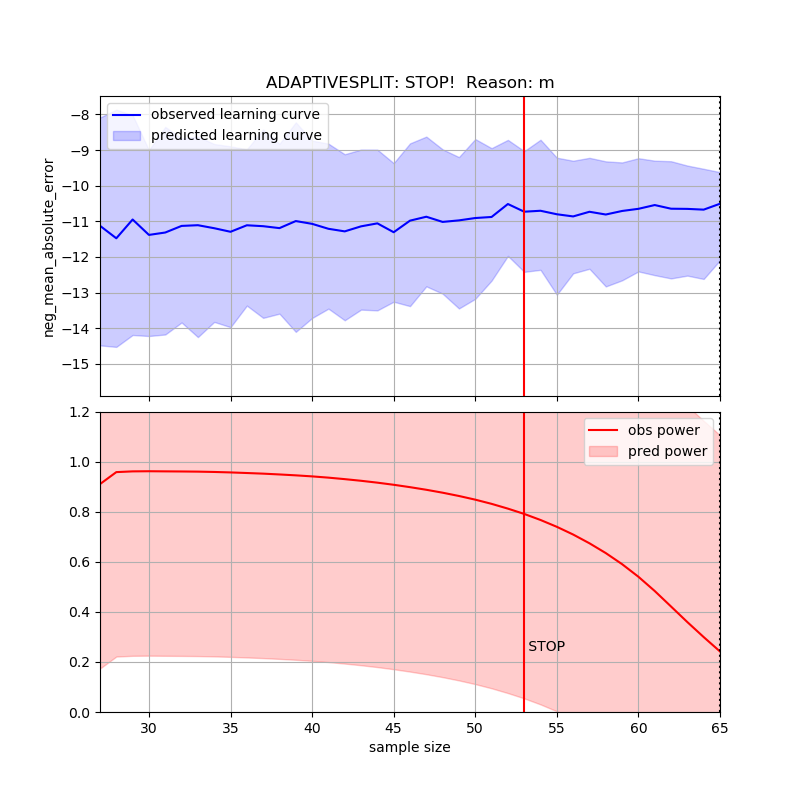 ADAPTIVESPLIT: STOP!  Reason: m
observed learning curve
predicted learning curve
neg_mean_absolute_error
−8
−9
−10
−11
−12
−13
−14
−15
obs power
pred power
STOP
1.2
1.0
0.8
0.6
0.4
0.2
0.0
30 35 40 45 50 55 60 65
sample size